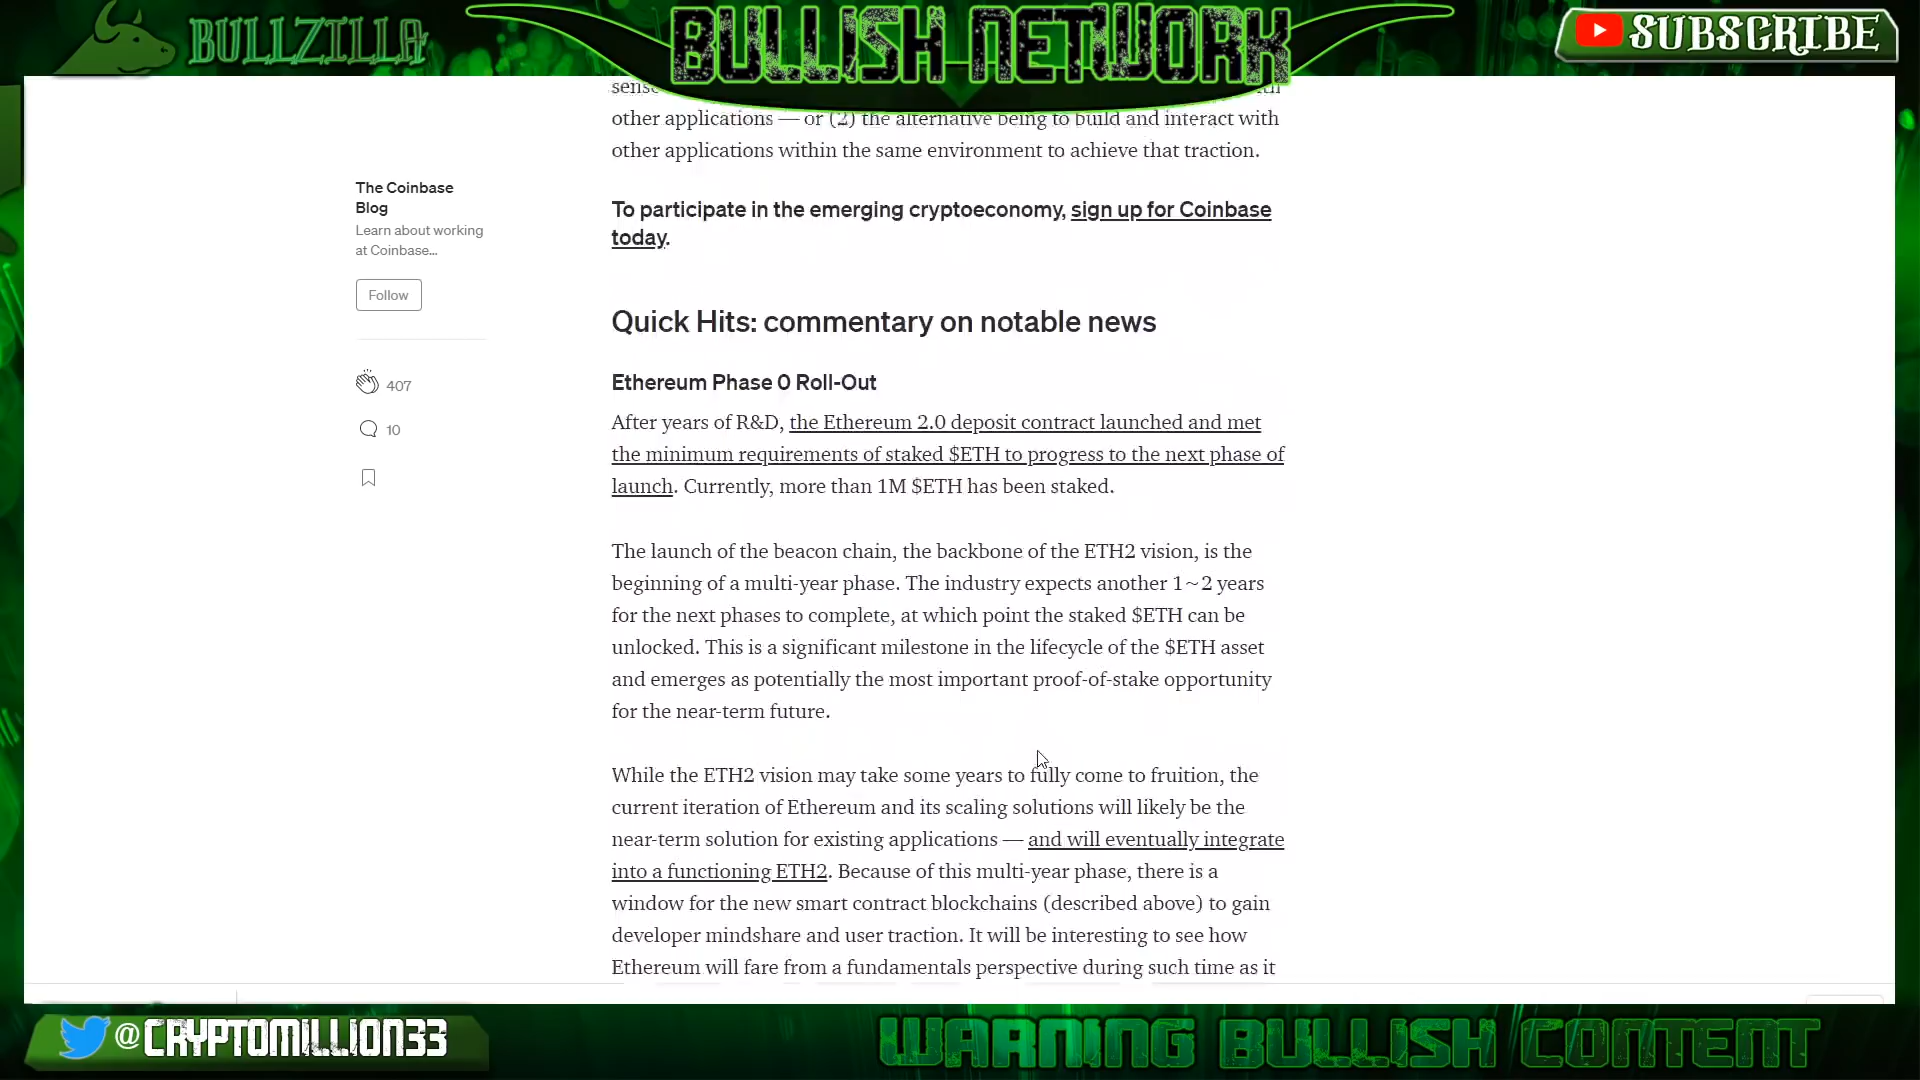 BULLZILLA
BULLISH NETWORK
SUBSCRIBE
other applications — or (2) the alternative being to build and interact with
other applications within the same environment to achieve that traction.
The Coinbase
Blog
Learn about working
at Coinbase...
Follow
407
10
To participate in the emerging cryptoeconomy, sign up for Coinbase
today.
Quick Hits: commentary on notable news
Ethereum Phase 0 Roll-Out
After years of R&D, the Ethereum 2.0 deposit contract launched and met
the minimum requirements of staked $ETH to progress to the next phase of
launch. Currently, more than 1M $ETH has been staked.
The launch of the beacon chain, the backbone of the ETH2 vision, is the
beginning of a multi-year phase. The industry expects another 1~2 years
for the next phases to complete, at which point the staked $ETH can be
unlocked. This is a significant milestone in the lifecycle of the $ETH asset
and emerges as potentially the most important proof-of-stake opportunity
for the near-term future.
While the ETH2 vision may take some years to fully come to fruition, the
current iteration of Ethereum and its scaling solutions will likely be the
near-term solution for existing applications — and will eventually integrate
into a functioning ETH2. Because of this multi-year phase, there is a
window for the new smart contract blockchains (described above) to gain
developer mindshare and user traction. It will be interesting to see how
Ethereum will fare from a fundamentals perspective during such time as it
@CRYPTOMILLION33
WARNING BULLISH CONTENT